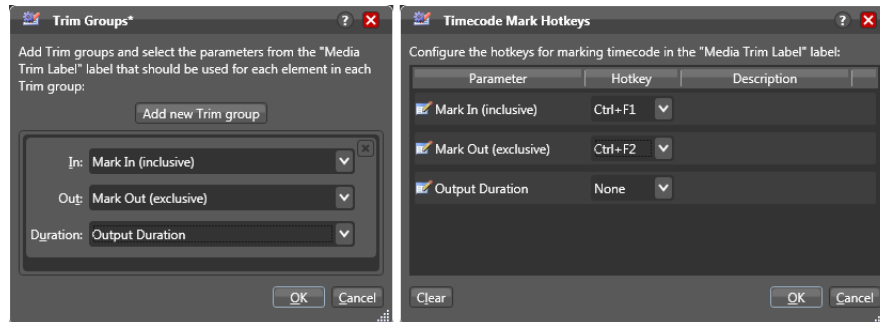 Trim Groups*
?
Add Trim groups and select the parameters from the "Media
Trim Label" label that should be used for each element in each
Trim group:
Add new Trim group
In: Mark In (inclusive)
Out: Mark Out (exclusive)
Duration: Output Duration
OK Cancel
Timecode Mark Hotkeys
?
Configure the hotkeys for marking timecode in the "Media Trim Label" label:
Parameter Hotkey Description
Mark In (inclusive) Ctrl+F1
Mark Out (exclusive) Ctrl+F2
Output Duration None
Clear OK Cancel